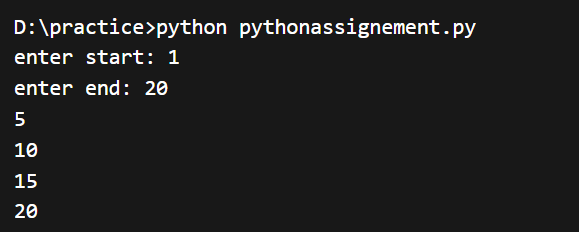 D:\practice>python pythonassignement.py
enter start: 1
enter end: 20
5
10
15
20